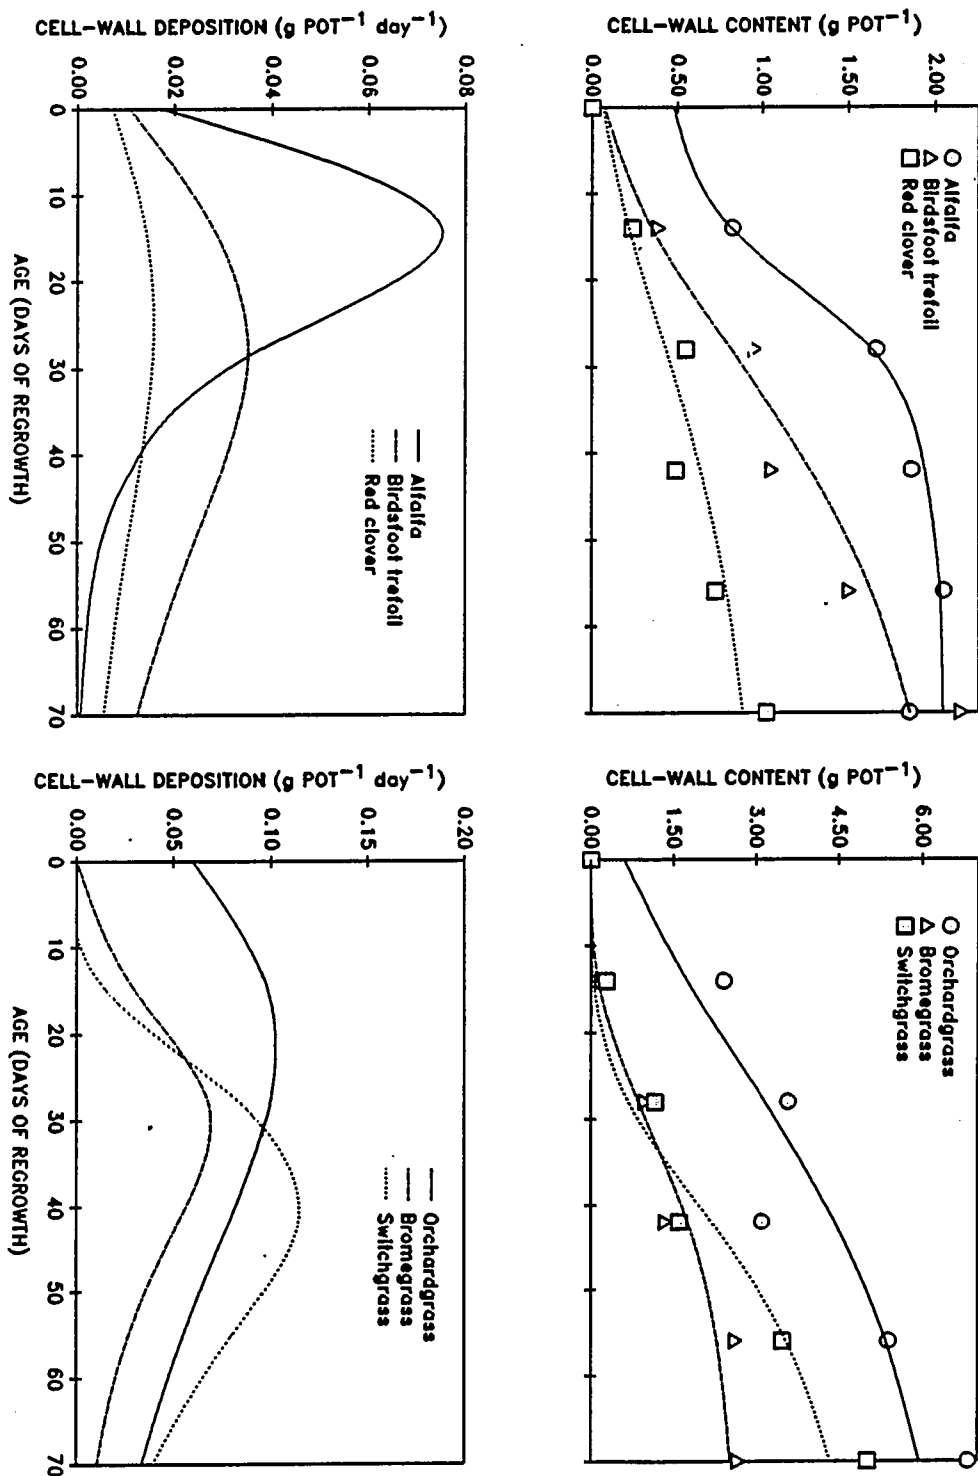 CELL-WALL CONTENT (g POT⁻¹)
0.00
0.50
1.00
1.50
2.00
Alfalfa
Birdsfoot trefoil
Red clover
CELL-WALL DEPOSITION (g POT⁻¹ day⁻¹)
0.00
0.02
0.04
0.06
0.08
Alfalfa
Birdsfoot trefoil
Red clover
0
10
20
30
40
50
60
70
AGE (DAYS OF REGROWTH)
CELL-WALL CONTENT (g POT⁻¹)
0.00
1.50
3.00
4.50
6.00
Orchardgrass
Bromegrass
Switchgrass
CELL-WALL DEPOSITION (g POT⁻¹ day⁻¹)
0.00
0.05
0.10
0.15
0.20
Orchardgrass
Bromegrass
Switchgrass
0
10
20
30
40
50
60
70
AGE (DAYS OF REGROWTH)